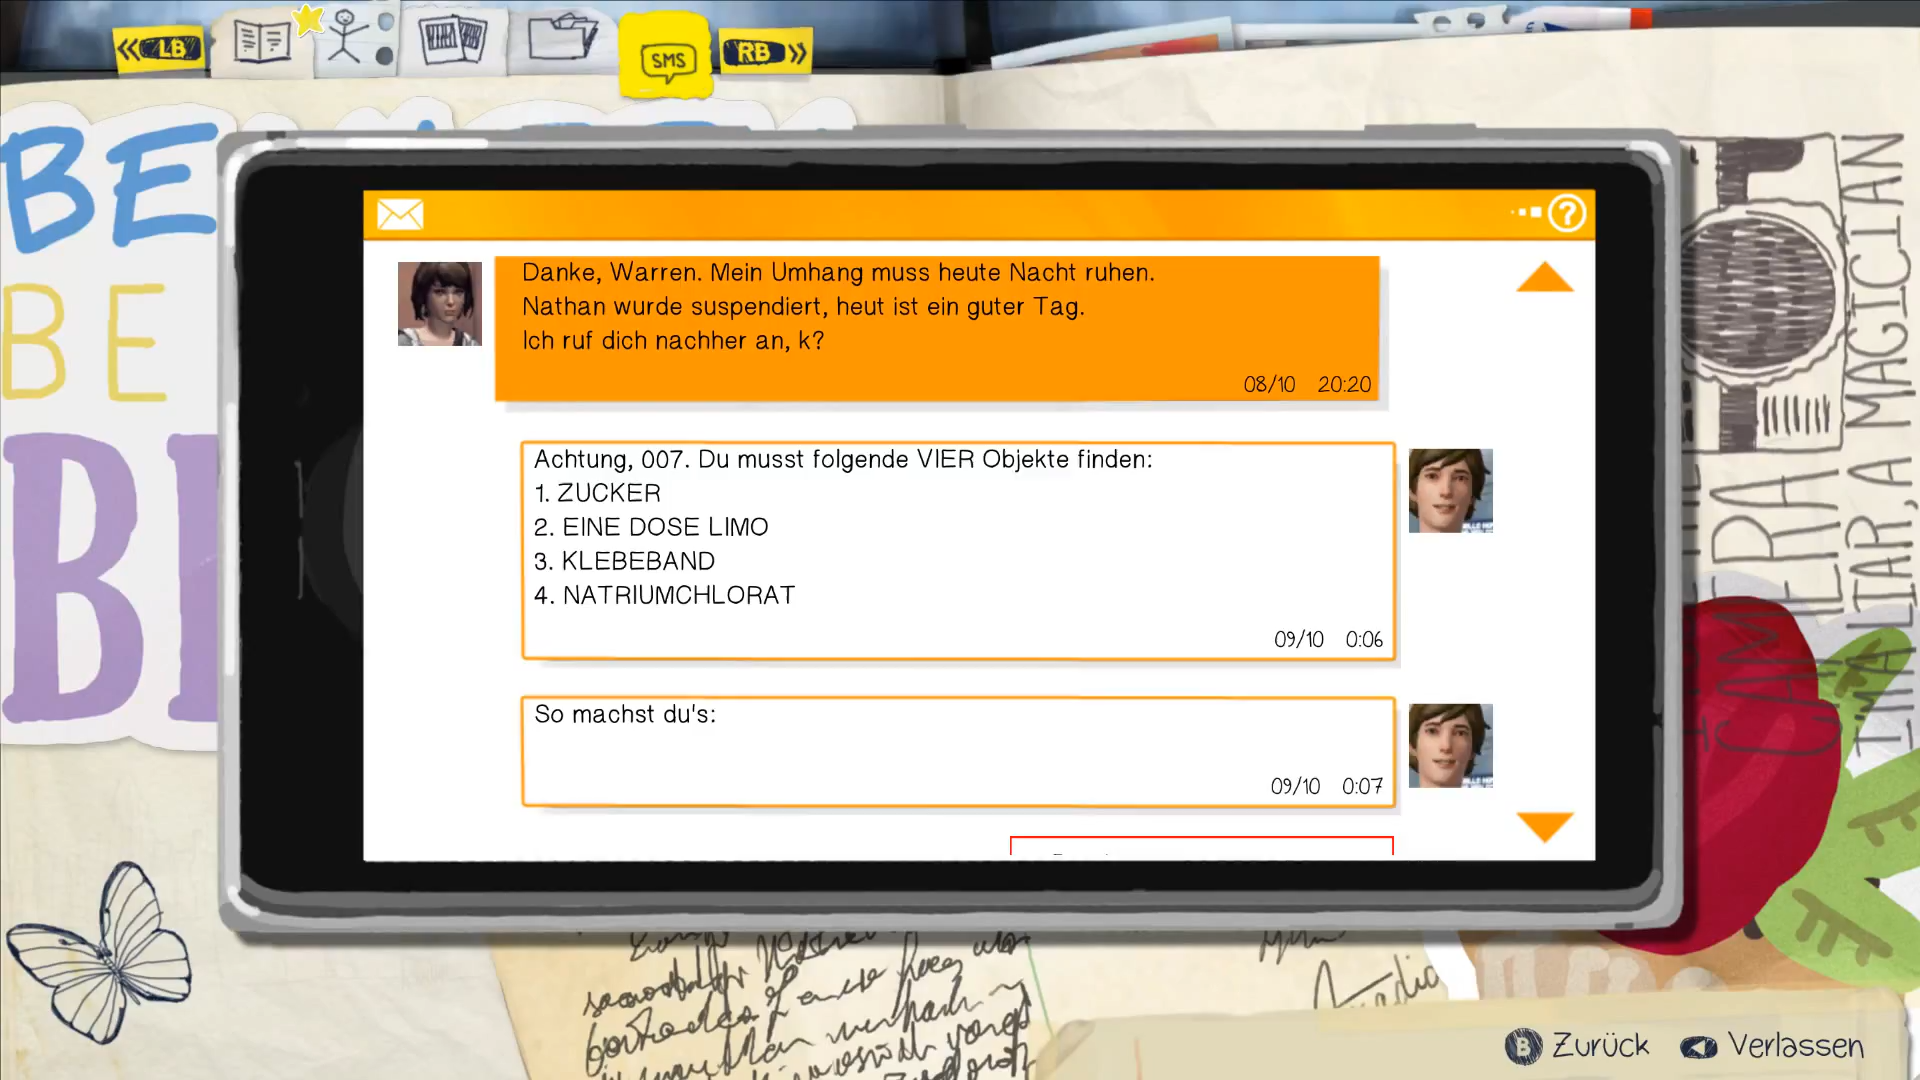 LB
SMS
RB
BE
BE
Danke, Warren. Mein Umhang muss heute Nacht ruhen.
Nathan wurde suspendiert, heut ist ein guter Tag.
Ich ruf dich nachher an, k?
08/10 20:20
Achtung, 007. Du musst folgende VIER Objekte finden:
1. ZUCKER
2. EINE DOSE LIMO
3. KLEBEBAND
4. NATRIUMCHLORAT
09/10 0:06
So machst du's:
09/10 0:07
CAMERA
LIAR, A MAGICIAN
B Zurück
Verlassen